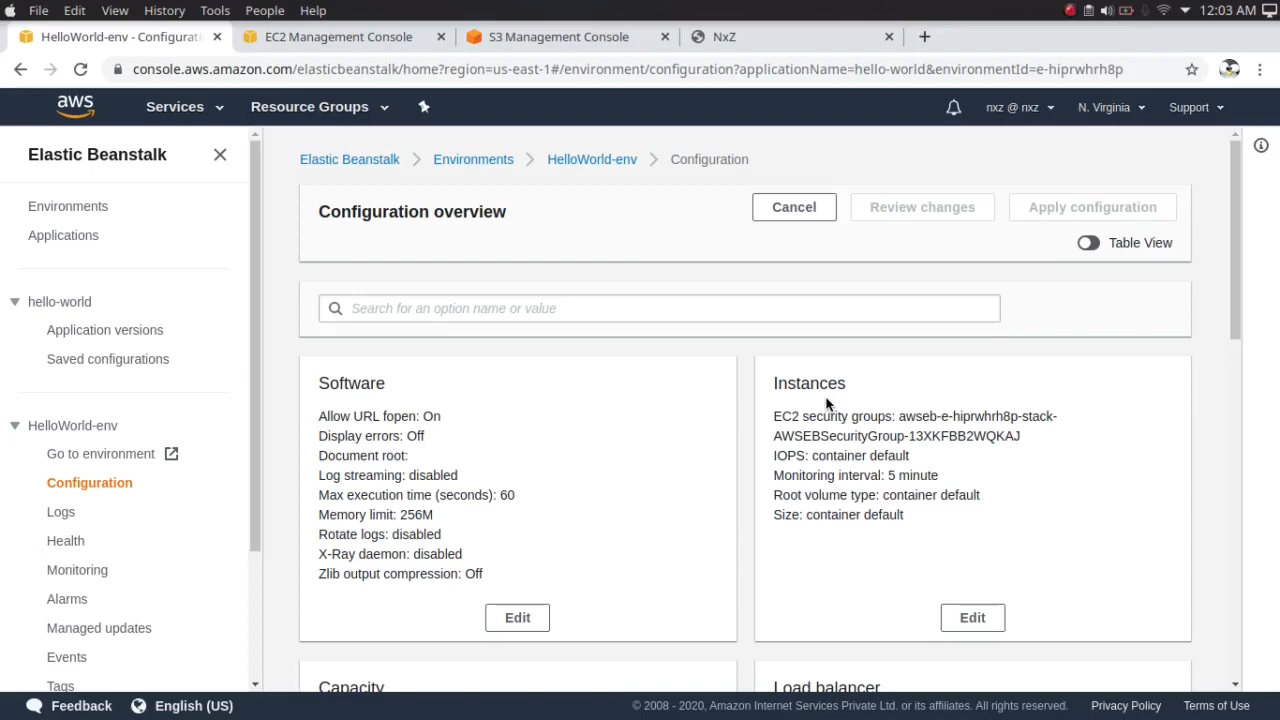 File Edit View History Tools People Help 12:03 AM
HelloWorld-env - Configurati EC2 Management Console S3 Management Console NxZ
console.aws.amazon.com/elasticbeanstalk/home?region=us-east-1#/environment/configuration?applicationName=hello-world&environmentId=e-hiprwhrh8p
aws Services Resource Groups nxz @ nxz N. Virginia Support
Elastic Beanstalk
Environments
Applications
hello-world
Application versions
Saved configurations
HelloWorld-env
Go to environment
Configuration
Logs
Health
Monitoring
Alarms
Managed updates
Events
Tags
Elastic Beanstalk Environments HelloWorld-env Configuration
Configuration overview
Cancel Review changes Apply configuration
Table View
Search for an option name or value
Software
Allow URL fopen: On
Display errors: Off
Document root:
Log streaming: disabled
Max execution time (seconds): 60
Memory limit: 256M
Rotate logs: disabled
X-Ray daemon: disabled
Zlib output compression: Off
Edit
Instances
EC2 security groups: awseb-e-hiprwhrh8p-stack-
AWSEBSecurityGroup-13XKFBB2WQKAJ
IOPS: container default
Monitoring interval: 5 minute
Root volume type: container default
Size: container default
Edit
Capacity
Load balancer
Feedback English (US) © 2008 - 2020, Amazon Internet Services Private Ltd. or its affiliates. All rights reserved. Privacy Policy Terms of Use